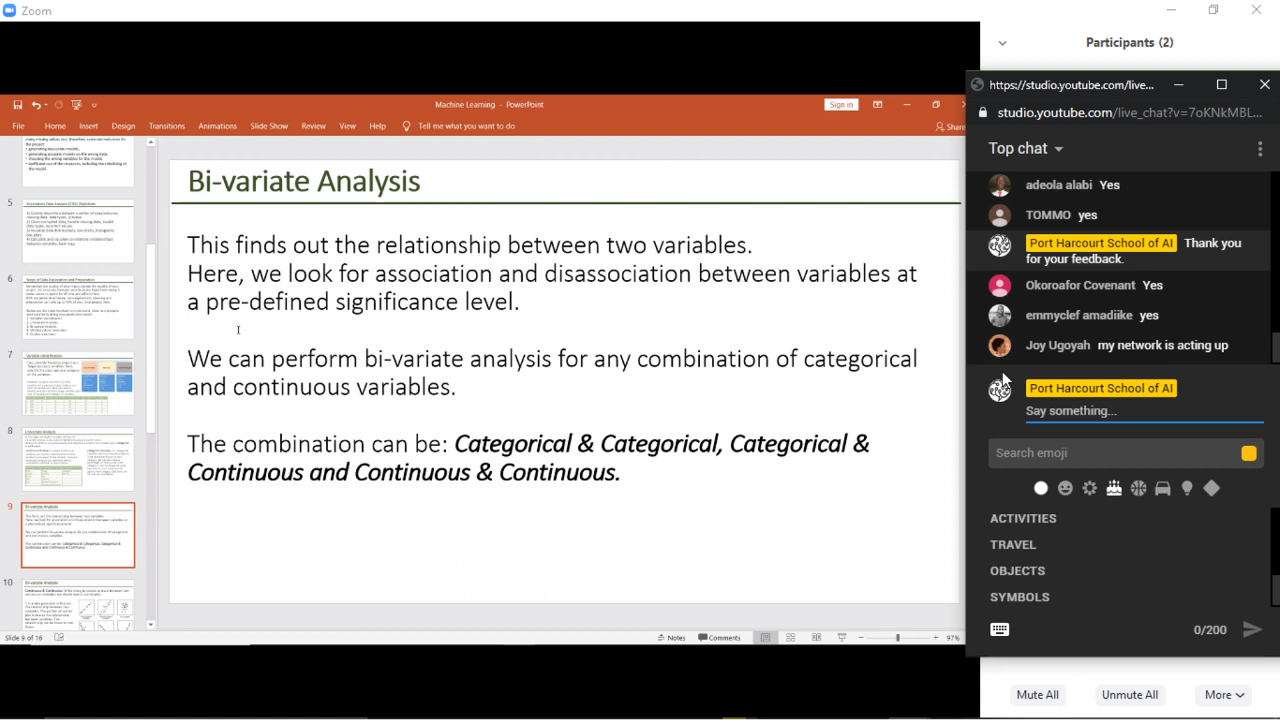 Zoom
Participants (2)
https://studio.youtube.com/live...
studio.youtube.com/live_chat?v=7oKNkMBL...
Machine Learning - PowerPoint
Sign in
File Home Insert Design Transitions Animations Slide Show Review View Help Tell me what you want to do
Share
Top chat
adeola alabi Yes
TOMMO yes
Port Harcourt School of AI Thank you
for your feedback.
Okoroafor Covenant Yes
emmyclef amadiike yes
Joy Ugoyah my network is acting up
Port Harcourt School of AI
Say something...
Search emoji
ACTIVITIES
TRAVEL
OBJECTS
SYMBOLS
0/200
5
6
7
8
9
10
Bi-variate Analysis
This finds out the relationship between two variables.
Here, we look for association and disassociation between variables at
a pre-defined significance level.
We can perform bi-variate analysis for any combination of categorical
and continuous variables.
The combination can be: Categorical & Categorical, Categorical &
Continuous and Continuous & Continuous.
Slide 9 of 16
Notes
Comments
97%
Mute All
Unmute All
More